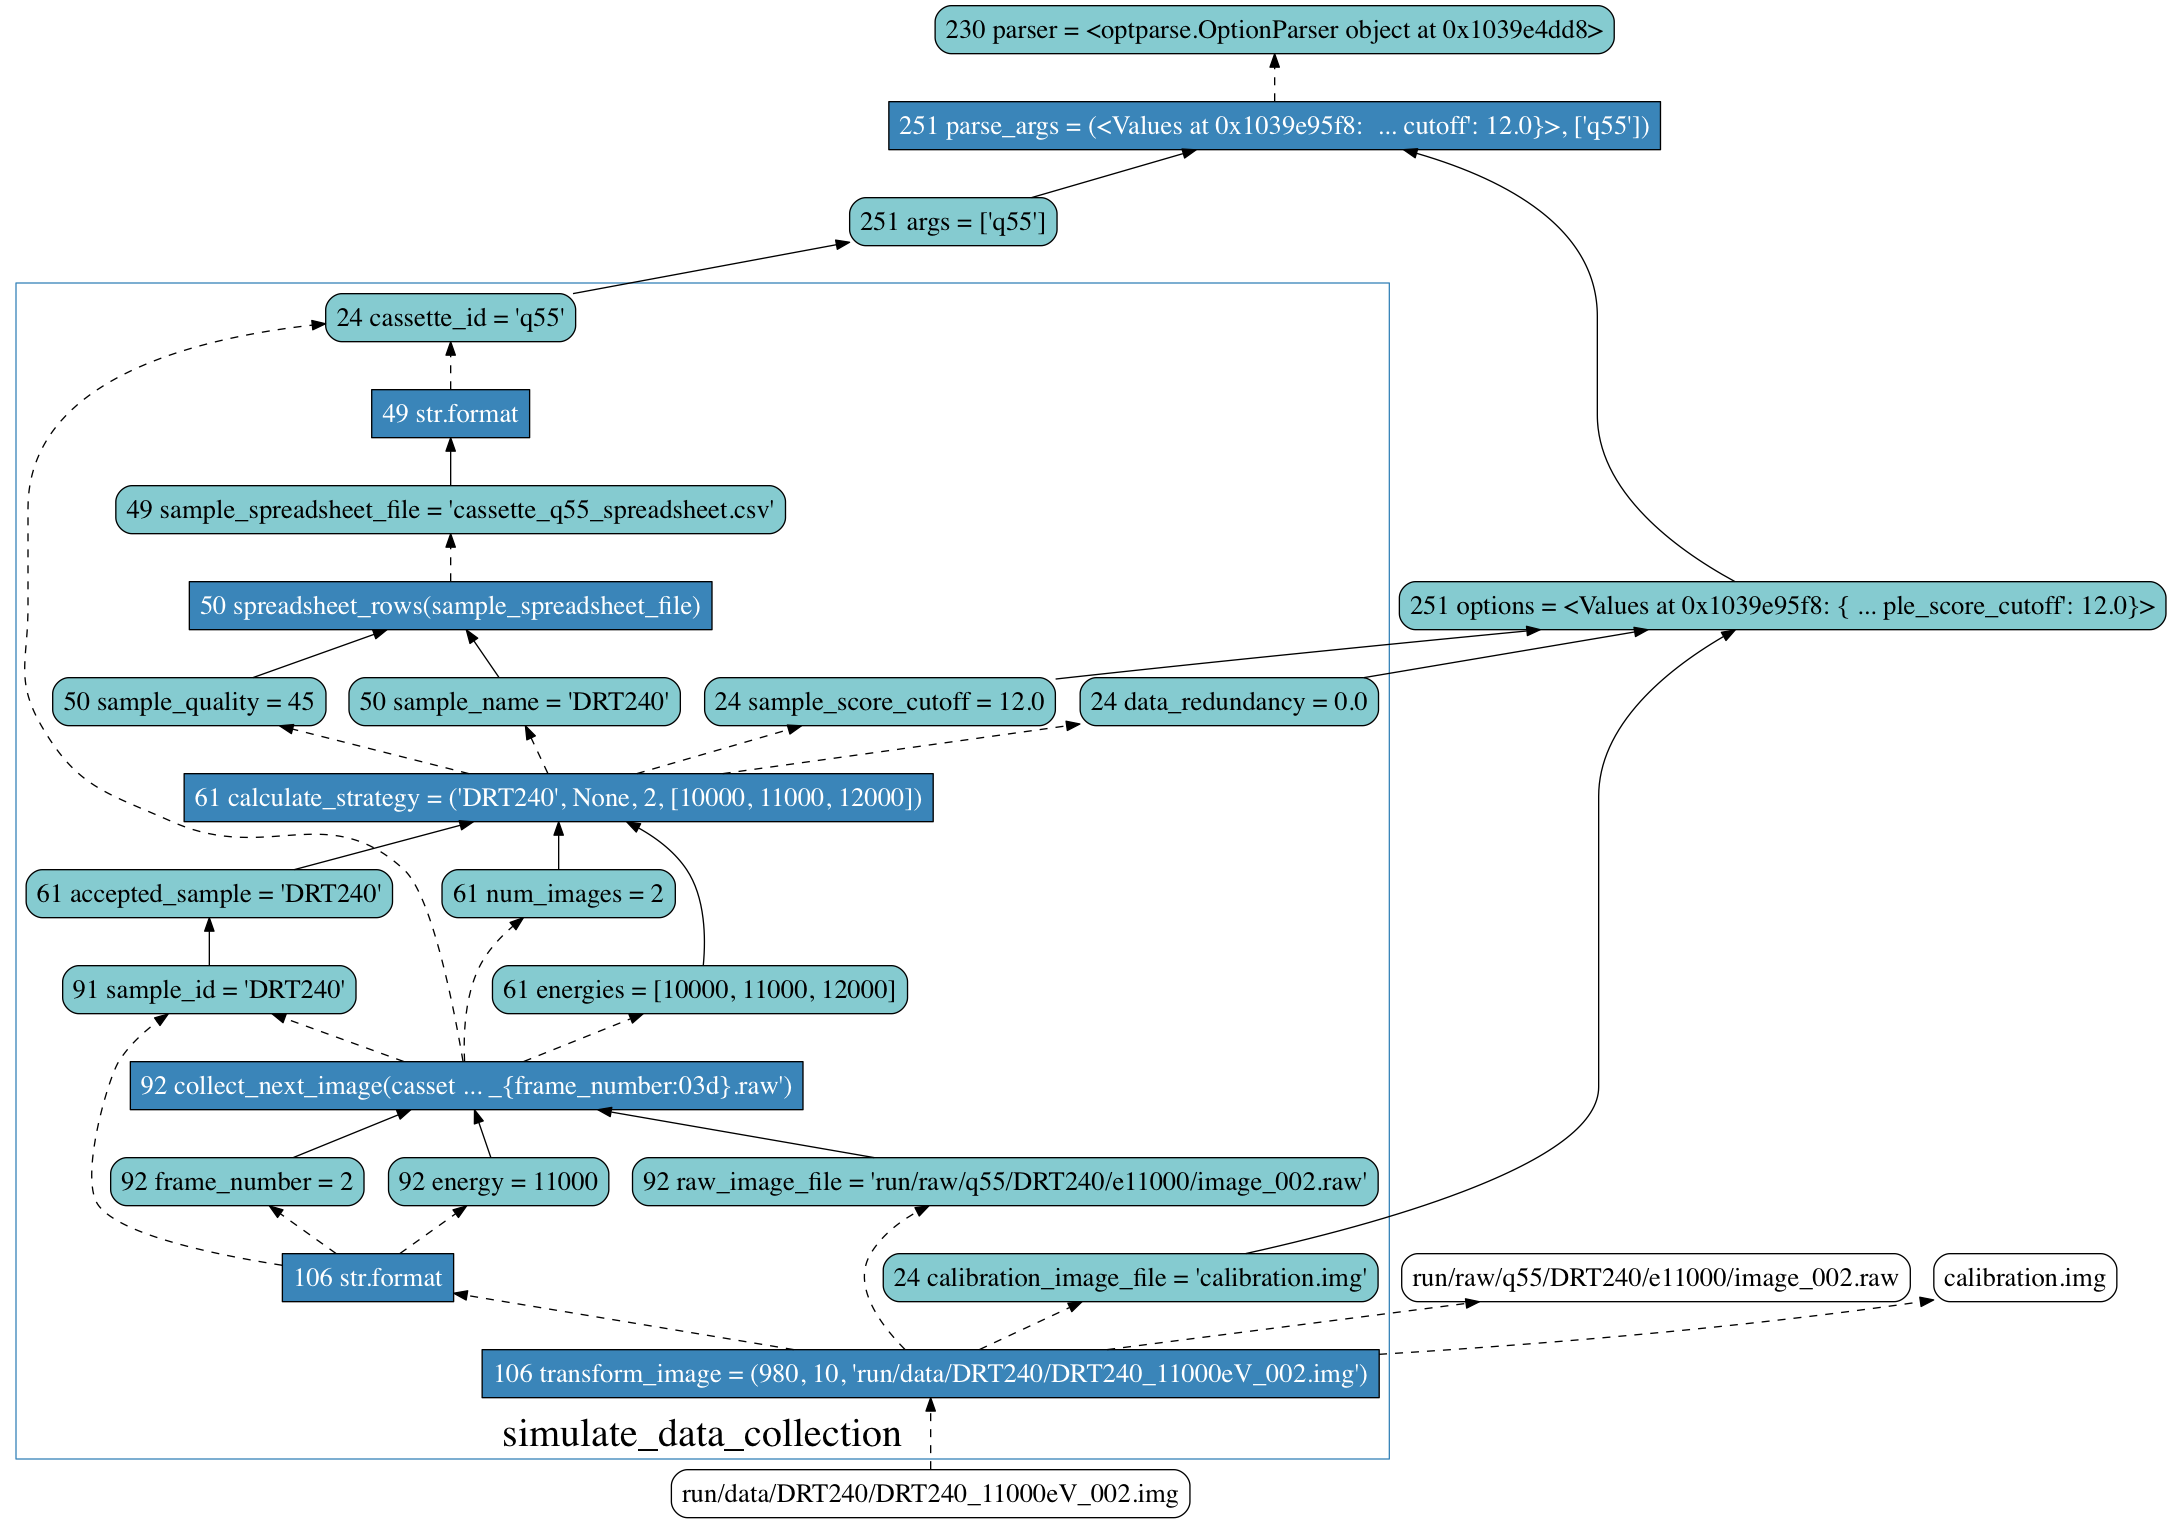 230 parser = <optparse.OptionParser object at 0x1039e4dd8>
251 parse_args = (<Values at 0x1039e95f8:  ... cutoff': 12.0}>, ['q55'])
251 args = ['q55']
24 cassette_id = 'q55'
49 str.format
49 sample_spreadsheet_file = 'cassette_q55_spreadsheet.csv'
50 spreadsheet_rows(sample_spreadsheet_file)
251 options = <Values at 0x1039e95f8: { ... ple_score_cutoff': 12.0}>
50 sample_quality = 45
50 sample_name = 'DRT240'
24 sample_score_cutoff = 12.0
24 data_redundancy = 0.0
61 calculate_strategy = ('DRT240', None, 2, [10000, 11000, 12000])
61 accepted_sample = 'DRT240'
61 num_images = 2
91 sample_id = 'DRT240'
61 energies = [10000, 11000, 12000]
92 collect_next_image(casset ... _{frame_number:03d}.raw')
92 frame_number = 2
92 energy = 11000
92 raw_image_file = 'run/raw/q55/DRT240/e11000/image_002.raw'
106 str.format
24 calibration_image_file = 'calibration.img'
run/raw/q55/DRT240/e11000/image_002.raw
calibration.img
106 transform_image = (980, 10, 'run/data/DRT240/DRT240_11000eV_002.img')
simulate_data_collection
run/data/DRT240/DRT240_11000eV_002.img